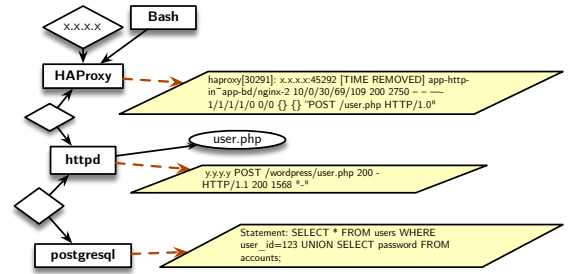 x.x.x.x
Bash
HAProxy
haproxy[30291]: x.x.x.x:45292 [TIME REMOVED] app-http-
in~app-bd/nginx-2 10/0/30/69/109 200 2750 – – —-
1/1/1/1/0 0/0 {} {} "POST /user.php HTTP/1.0"
user.php
httpd
y.y.y.y POST /wordpress/user.php 200 -
HTTP/1.1 200 1568 "-"
Statement: SELECT * FROM users WHERE
user_id=123 UNION SELECT password FROM
accounts;
postgresql